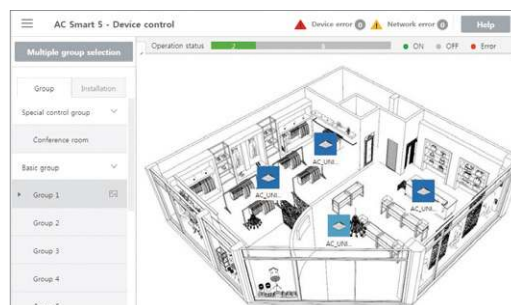 AC Smart 5 - Device control
Device error 0
Network error 0
Help
Multiple group selection
Operation status
ON
OFF
Error
Group
Installation
Special control group
Conference room
Basic group
Group 1
Group 2
Group 3
Group 4
AC_UNI...
AC_UNI...
AC_UNI...
AC_UNI...